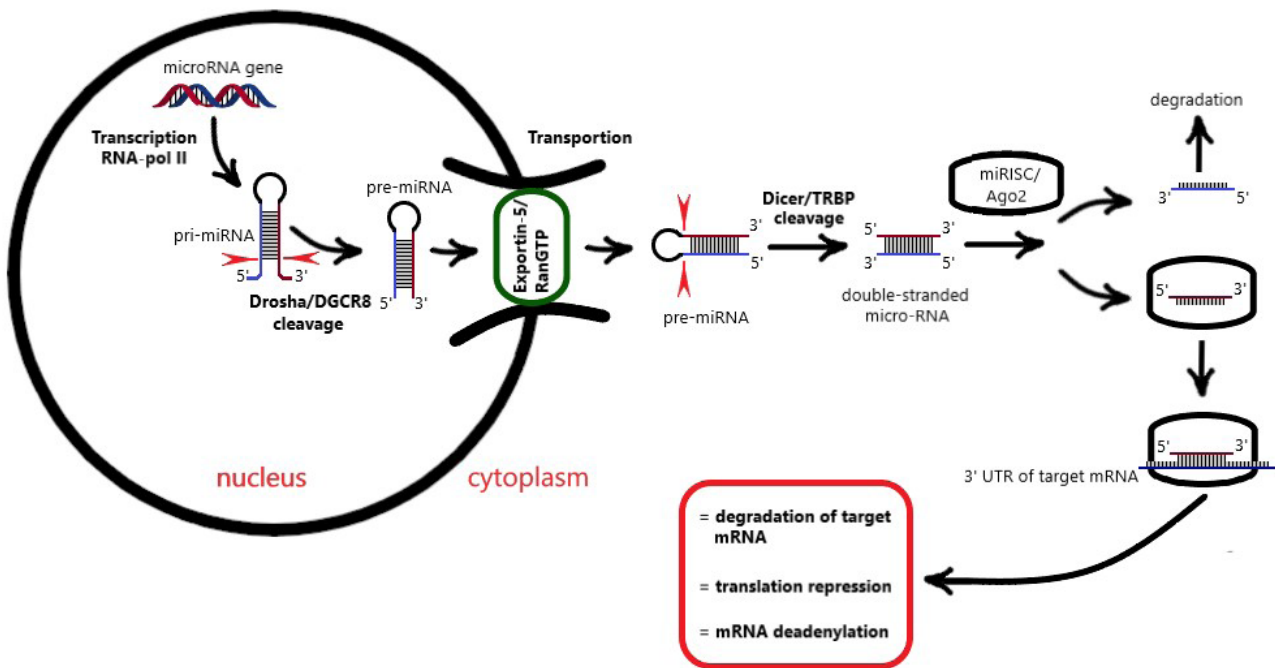 microRNA gene
Transcription
RNA-pol II
pri-miRNA
5'
3'
Drosha/DGCR8
cleavage
pre-miRNA
5'
3'
Transportion
Exportin-5/
RanGTP
nucleus
cytoplasm
3'
5'
pre-miRNA
Dicer/TRBP
cleavage
5'
3'
3'
5'
double-stranded
micro-RNA
miRISC/
Ago2
degradation
3'
5'
5'
3'
5'
3'
3' UTR of target mRNA
= degradation of target
mRNA
= translation repression
= mRNA deadenylation